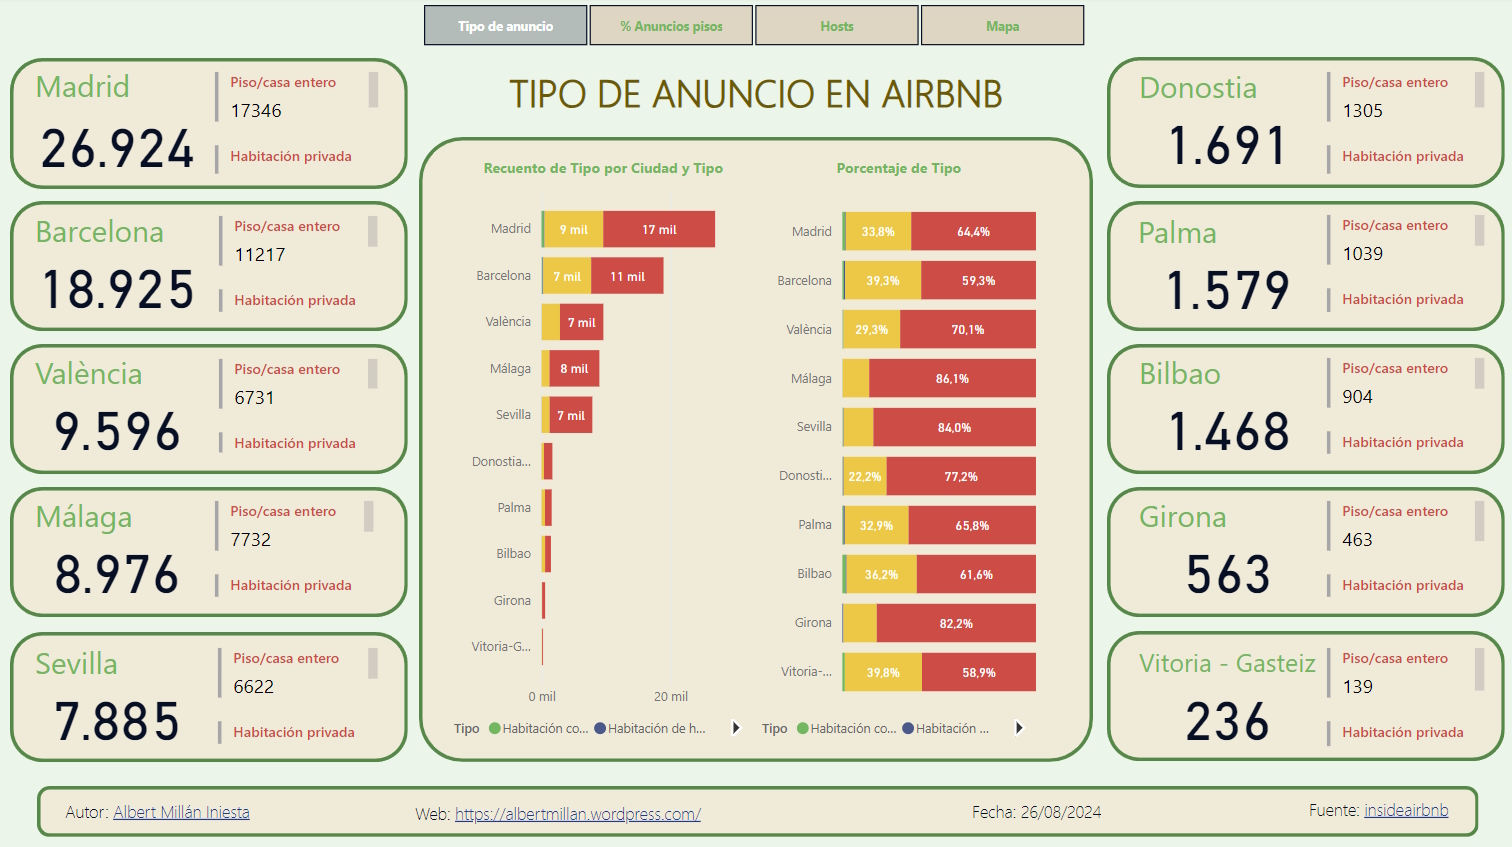 Tipo de anuncio
% Anuncios pisos
Hosts
Mapa
TIPO DE ANUNCIO EN AIRBNB
Madrid
26.924
Piso/casa entero
17346
Habitación privada
Barcelona
18.925
Piso/casa entero
11217
Habitación privada
València
9.596
Piso/casa entero
6731
Habitación privada
Málaga
8.976
Piso/casa entero
7732
Habitación privada
Sevilla
7.885
Piso/casa entero
6622
Habitación privada
Recuento de Tipo por Ciudad y Tipo
Madrid 9 mil 17 mil
Barcelona 7 mil 11 mil
València 7 mil
Málaga 8 mil
Sevilla 7 mil
Donostia...
Palma
Bilbao
Girona
Vitoria-G...
0 mil 20 mil
Tipo Habitación co... Habitación de h...
Porcentaje de Tipo
Madrid 33,8% 64,4%
Barcelona 39,3% 59,3%
València 29,3% 70,1%
Málaga 86,1%
Sevilla 84,0%
Donosti... 22,2% 77,2%
Palma 32,9% 65,8%
Bilbao 36,2% 61,6%
Girona 82,2%
Vitoria-... 39,8% 58,9%
Tipo Habitación co... Habitación ...
Donostia
1.691
Piso/casa entero
1305
Habitación privada
Palma
1.579
Piso/casa entero
1039
Habitación privada
Bilbao
1.468
Piso/casa entero
904
Habitación privada
Girona
563
Piso/casa entero
463
Habitación privada
Vitoria - Gasteiz
236
Piso/casa entero
139
Habitación privada
Autor: Albert Millán Iniesta
Web: https://albertmillan.wordpress.com/
Fecha: 26/08/2024
Fuente: insideairbnb